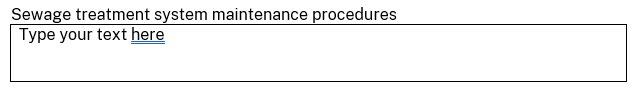 Sewage treatment system maintenance procedures
Type your text here